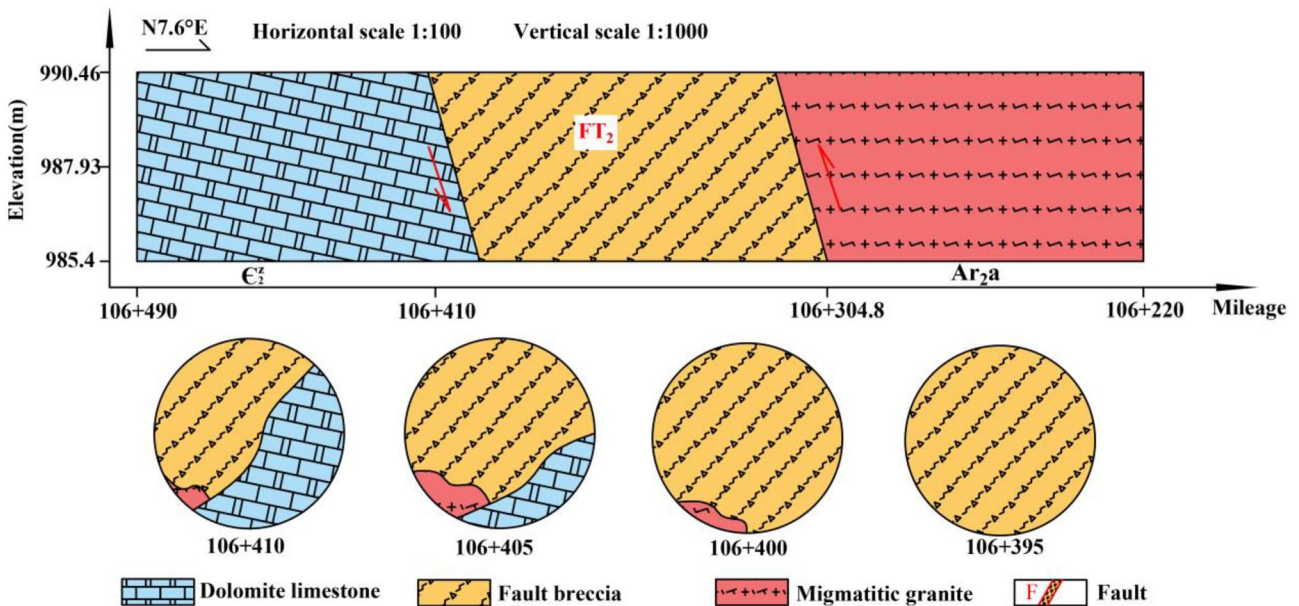 N7.6°E Horizontal scale 1:100 Vertical scale 1:1000
990.46
987.93
985.4
Elevation(m)
FT₂
Є₂ᶻ
Ar₂a
106+490 106+410 106+304.8 106+220 Mileage
106+410 106+405 106+400 106+395
Dolomite limestone Fault breccia Migmatitic granite F Fault